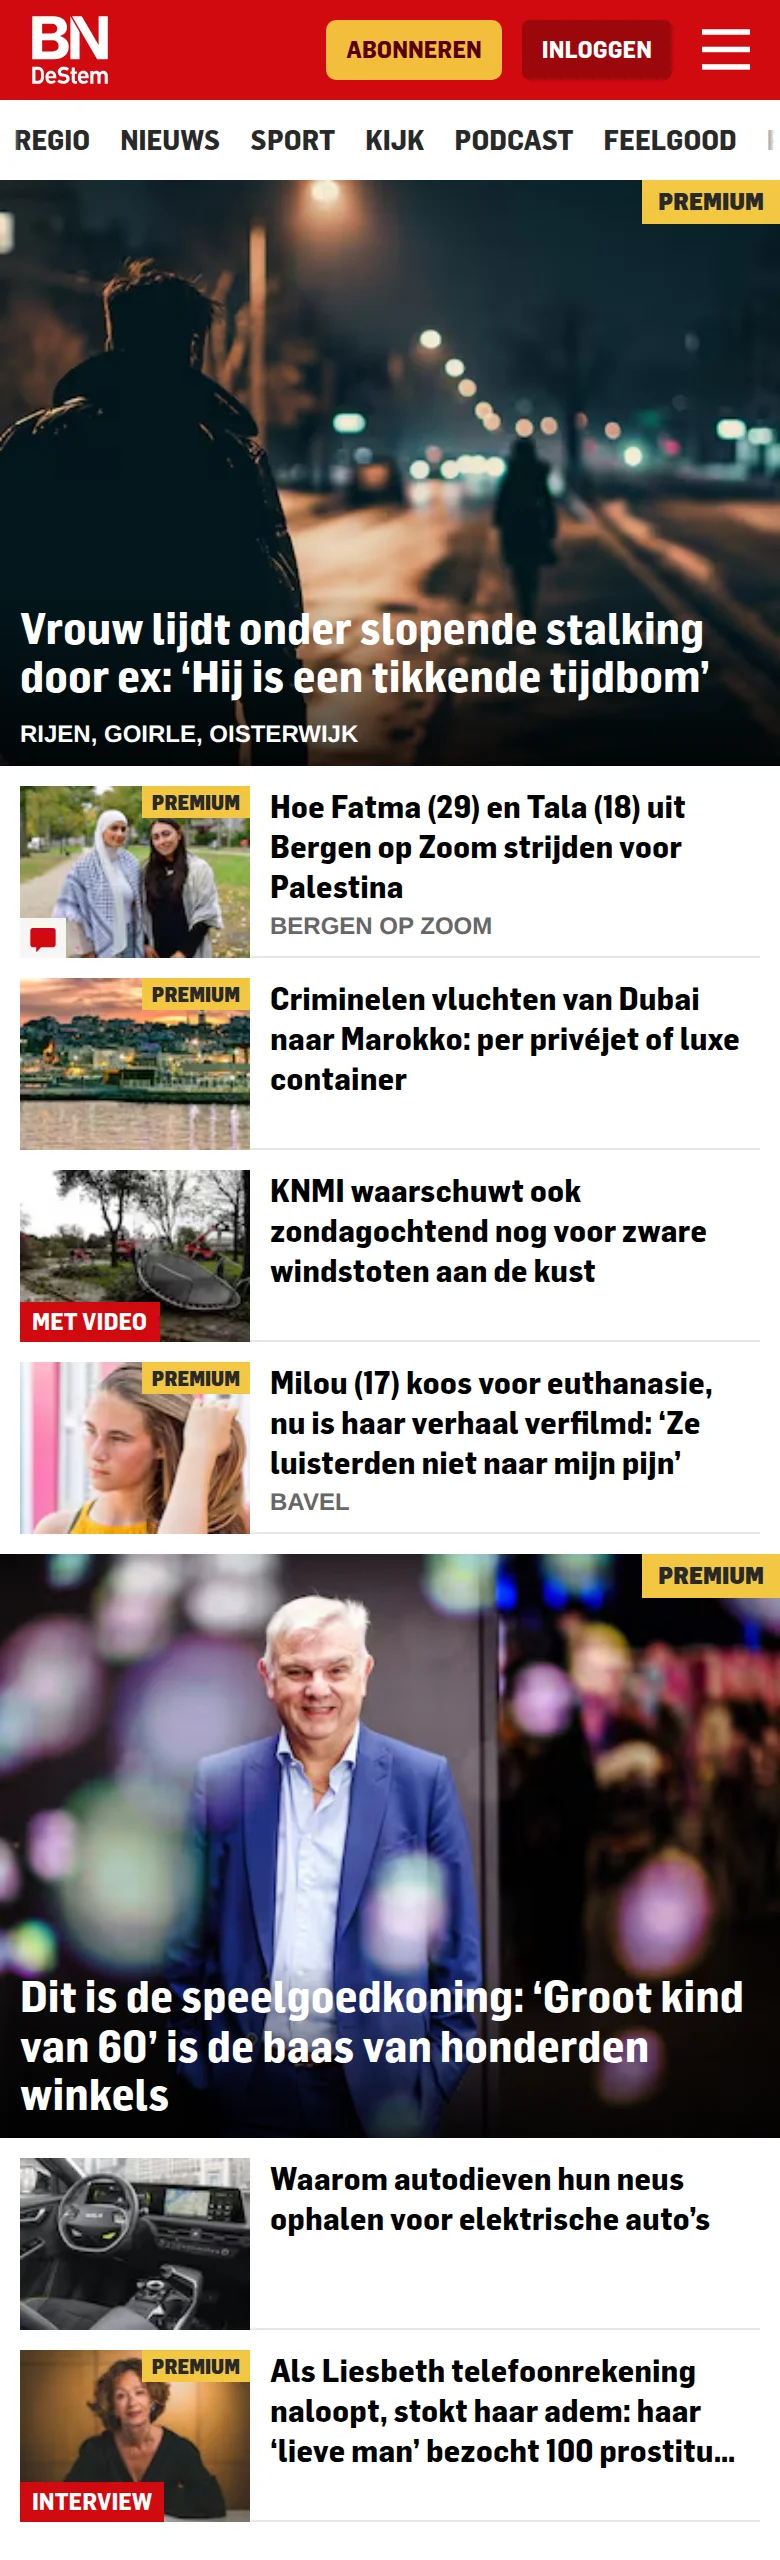 BN
DeStem
ABONNEREN
INLOGGEN
REGIO NIEUWS SPORT KIJK PODCAST FEELGOOD
PREMIUM
Vrouw lijdt onder slopende stalking
door ex: ‘Hij is een tikkende tijdbom’
RIJEN, GOIRLE, OISTERWIJK
PREMIUM
Hoe Fatma (29) en Tala (18) uit
Bergen op Zoom strijden voor
Palestina
BERGEN OP ZOOM
PREMIUM
Criminelen vluchten van Dubai
naar Marokko: per privéjet of luxe
container
MET VIDEO
KNMI waarschuwt ook
zondagochtend nog voor zware
windstoten aan de kust
PREMIUM
Milou (17) koos voor euthanasie,
nu is haar verhaal verfilmd: ‘Ze
luisterden niet naar mijn pijn’
BAVEL
PREMIUM
Dit is de speelgoedkoning: ‘Groot kind
van 60’ is de baas van honderden
winkels
Waarom autodieven hun neus
ophalen voor elektrische auto’s
PREMIUM
INTERVIEW
Als Liesbeth telefoonrekening
naloopt, stokt haar adem: haar
‘lieve man’ bezocht 100 prostitu...